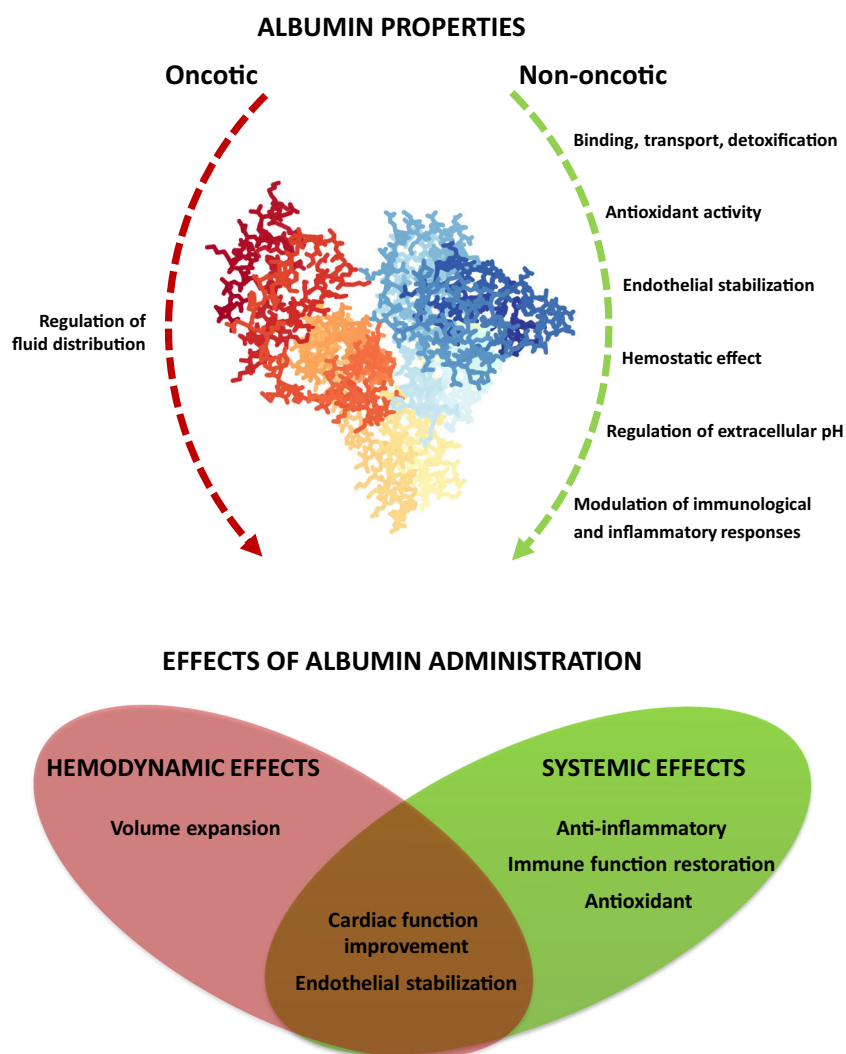 ALBUMIN PROPERTIES
Oncotic
Non-oncotic
Binding, transport, detoxification
Antioxidant activity
Endothelial stabilization
Regulation of
fluid distribution
Hemostatic effect
Regulation of extracellular pH
Modulation of immunological
and inflammatory responses
EFFECTS OF ALBUMIN ADMINISTRATION
HEMODYNAMIC EFFECTS
Volume expansion
SYSTEMIC EFFECTS
Anti-inflammatory
Immune function restoration
Antioxidant
Cardiac function
improvement
Endothelial stabilization